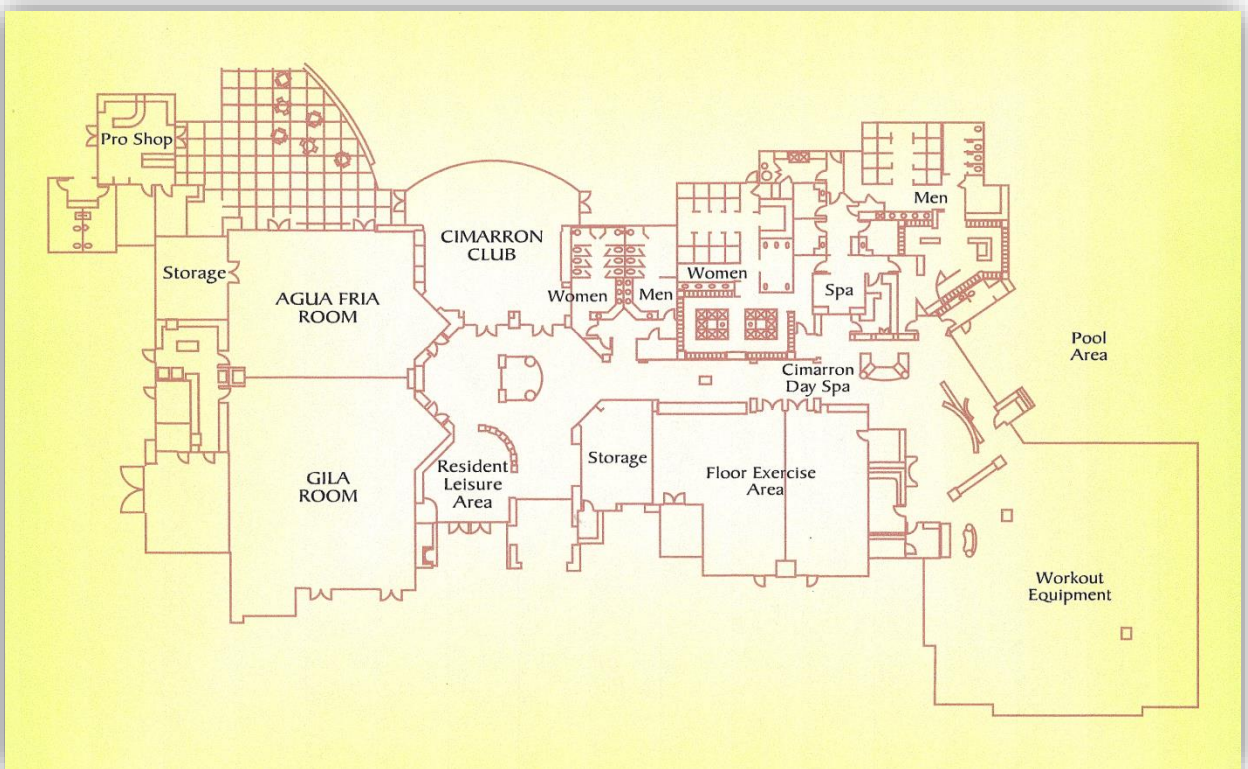 Pro Shop
Men
CIMARRON
CLUB
Storage
Women
AGUA FRIA
ROOM
Women
Men
Spa
Pool
Area
Cimarron
Day Spa
Resident
Leisure
Area
Storage
Floor Exercise
Area
GILA
ROOM
Workout
Equipment